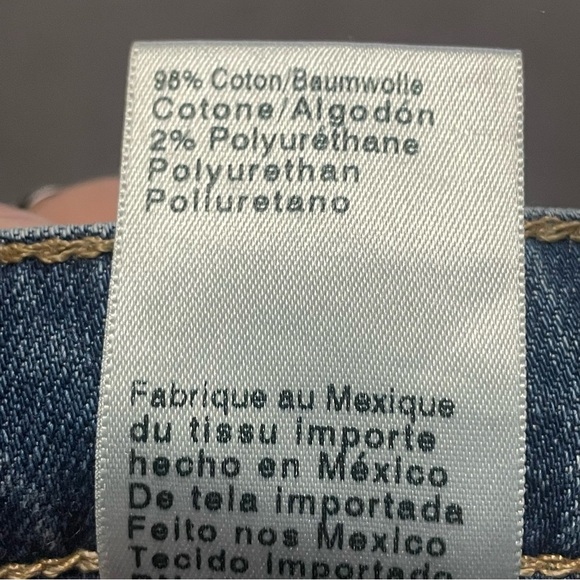 98% Coton/Baumwolle
Cotone/Algodón
2% Polyuréthane
Polyurethan
Poliuretano
Fabrique au Mexique
du tissu importe
hecho en México
De tela importada
Feito nos Mexico
Tecido importado